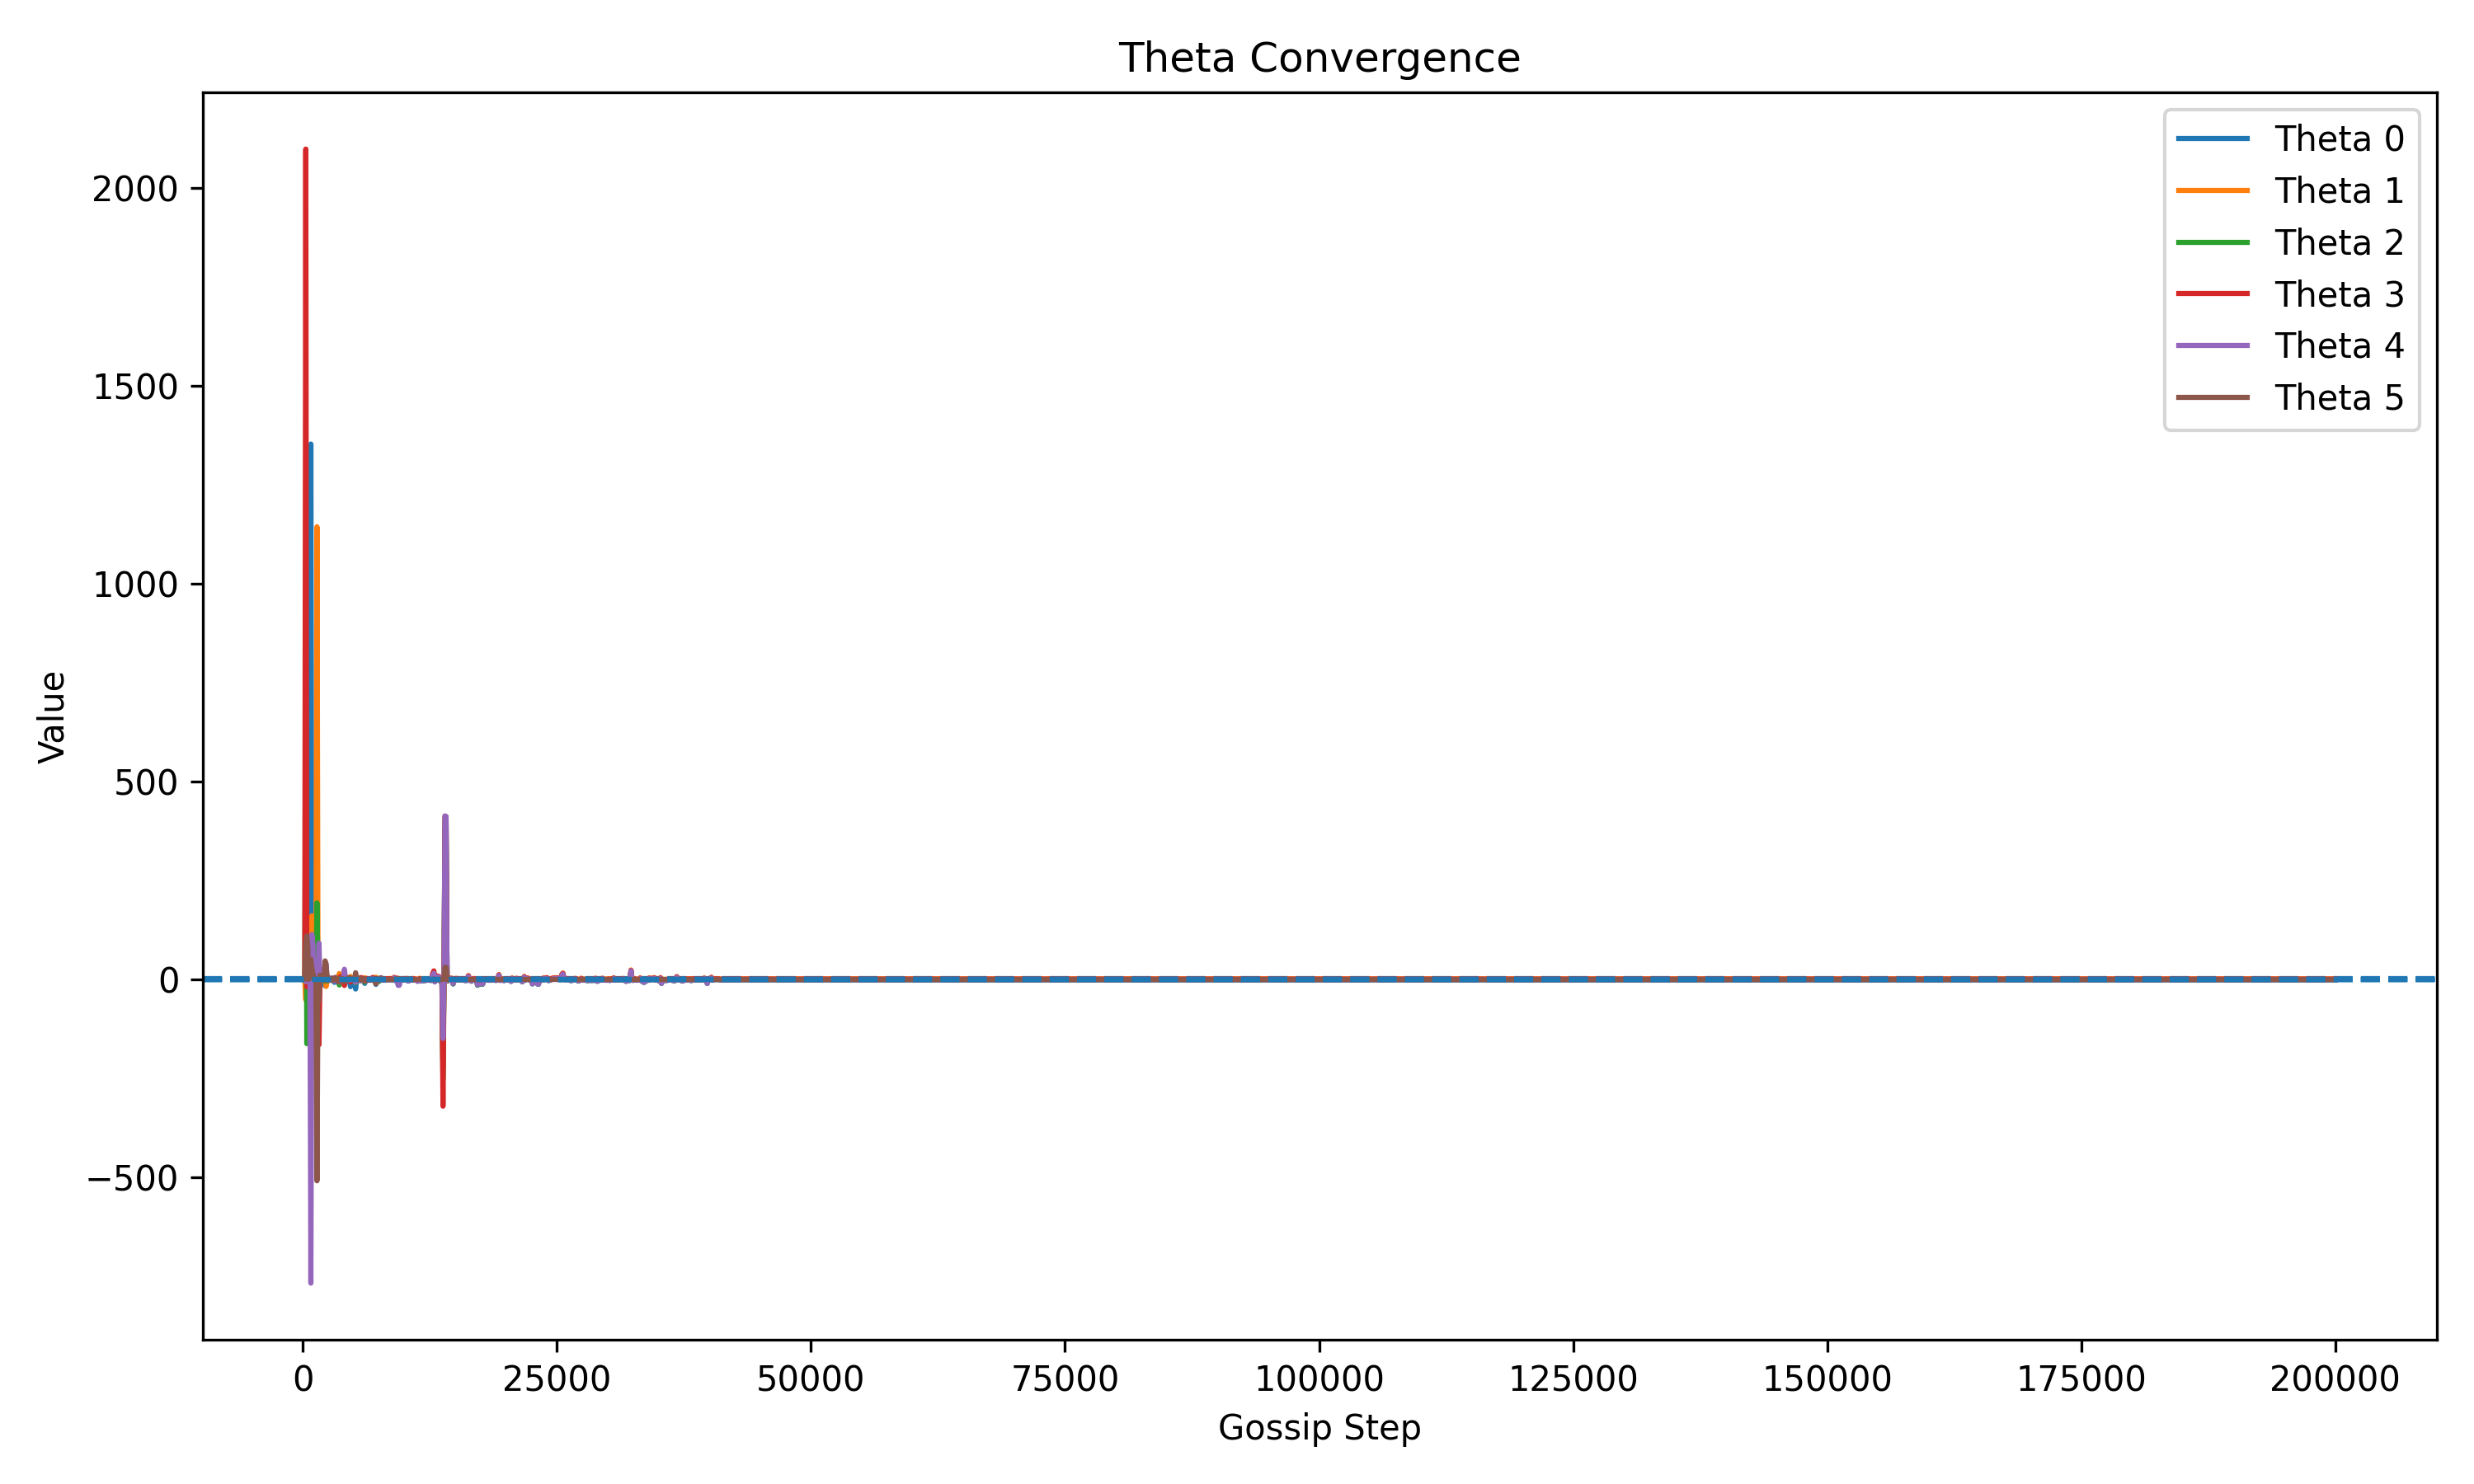 Theta Convergence
Value
2000
1500
1000
500
0
−500
Theta 0
Theta 1
Theta 2
Theta 3
Theta 4
Theta 5
0 25000 50000 75000 100000 125000 150000 175000 200000
Gossip Step